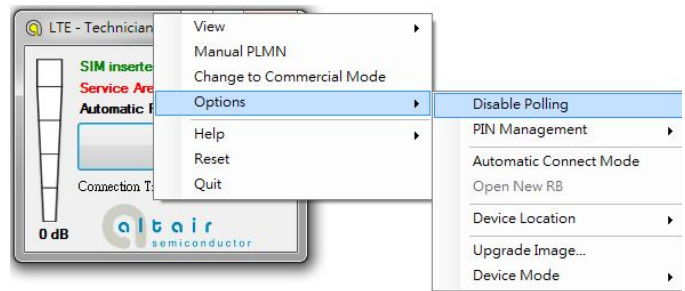 LTE - Technician
SIM inserte
Service Are
Automatic
Connection T
0 dB
altair
semiconductor
View
Manual PLMN
Change to Commercial Mode
Options
Help
Reset
Quit
Disable Polling
PIN Management
Automatic Connect Mode
Open New RB
Device Location
Upgrade Image...
Device Mode